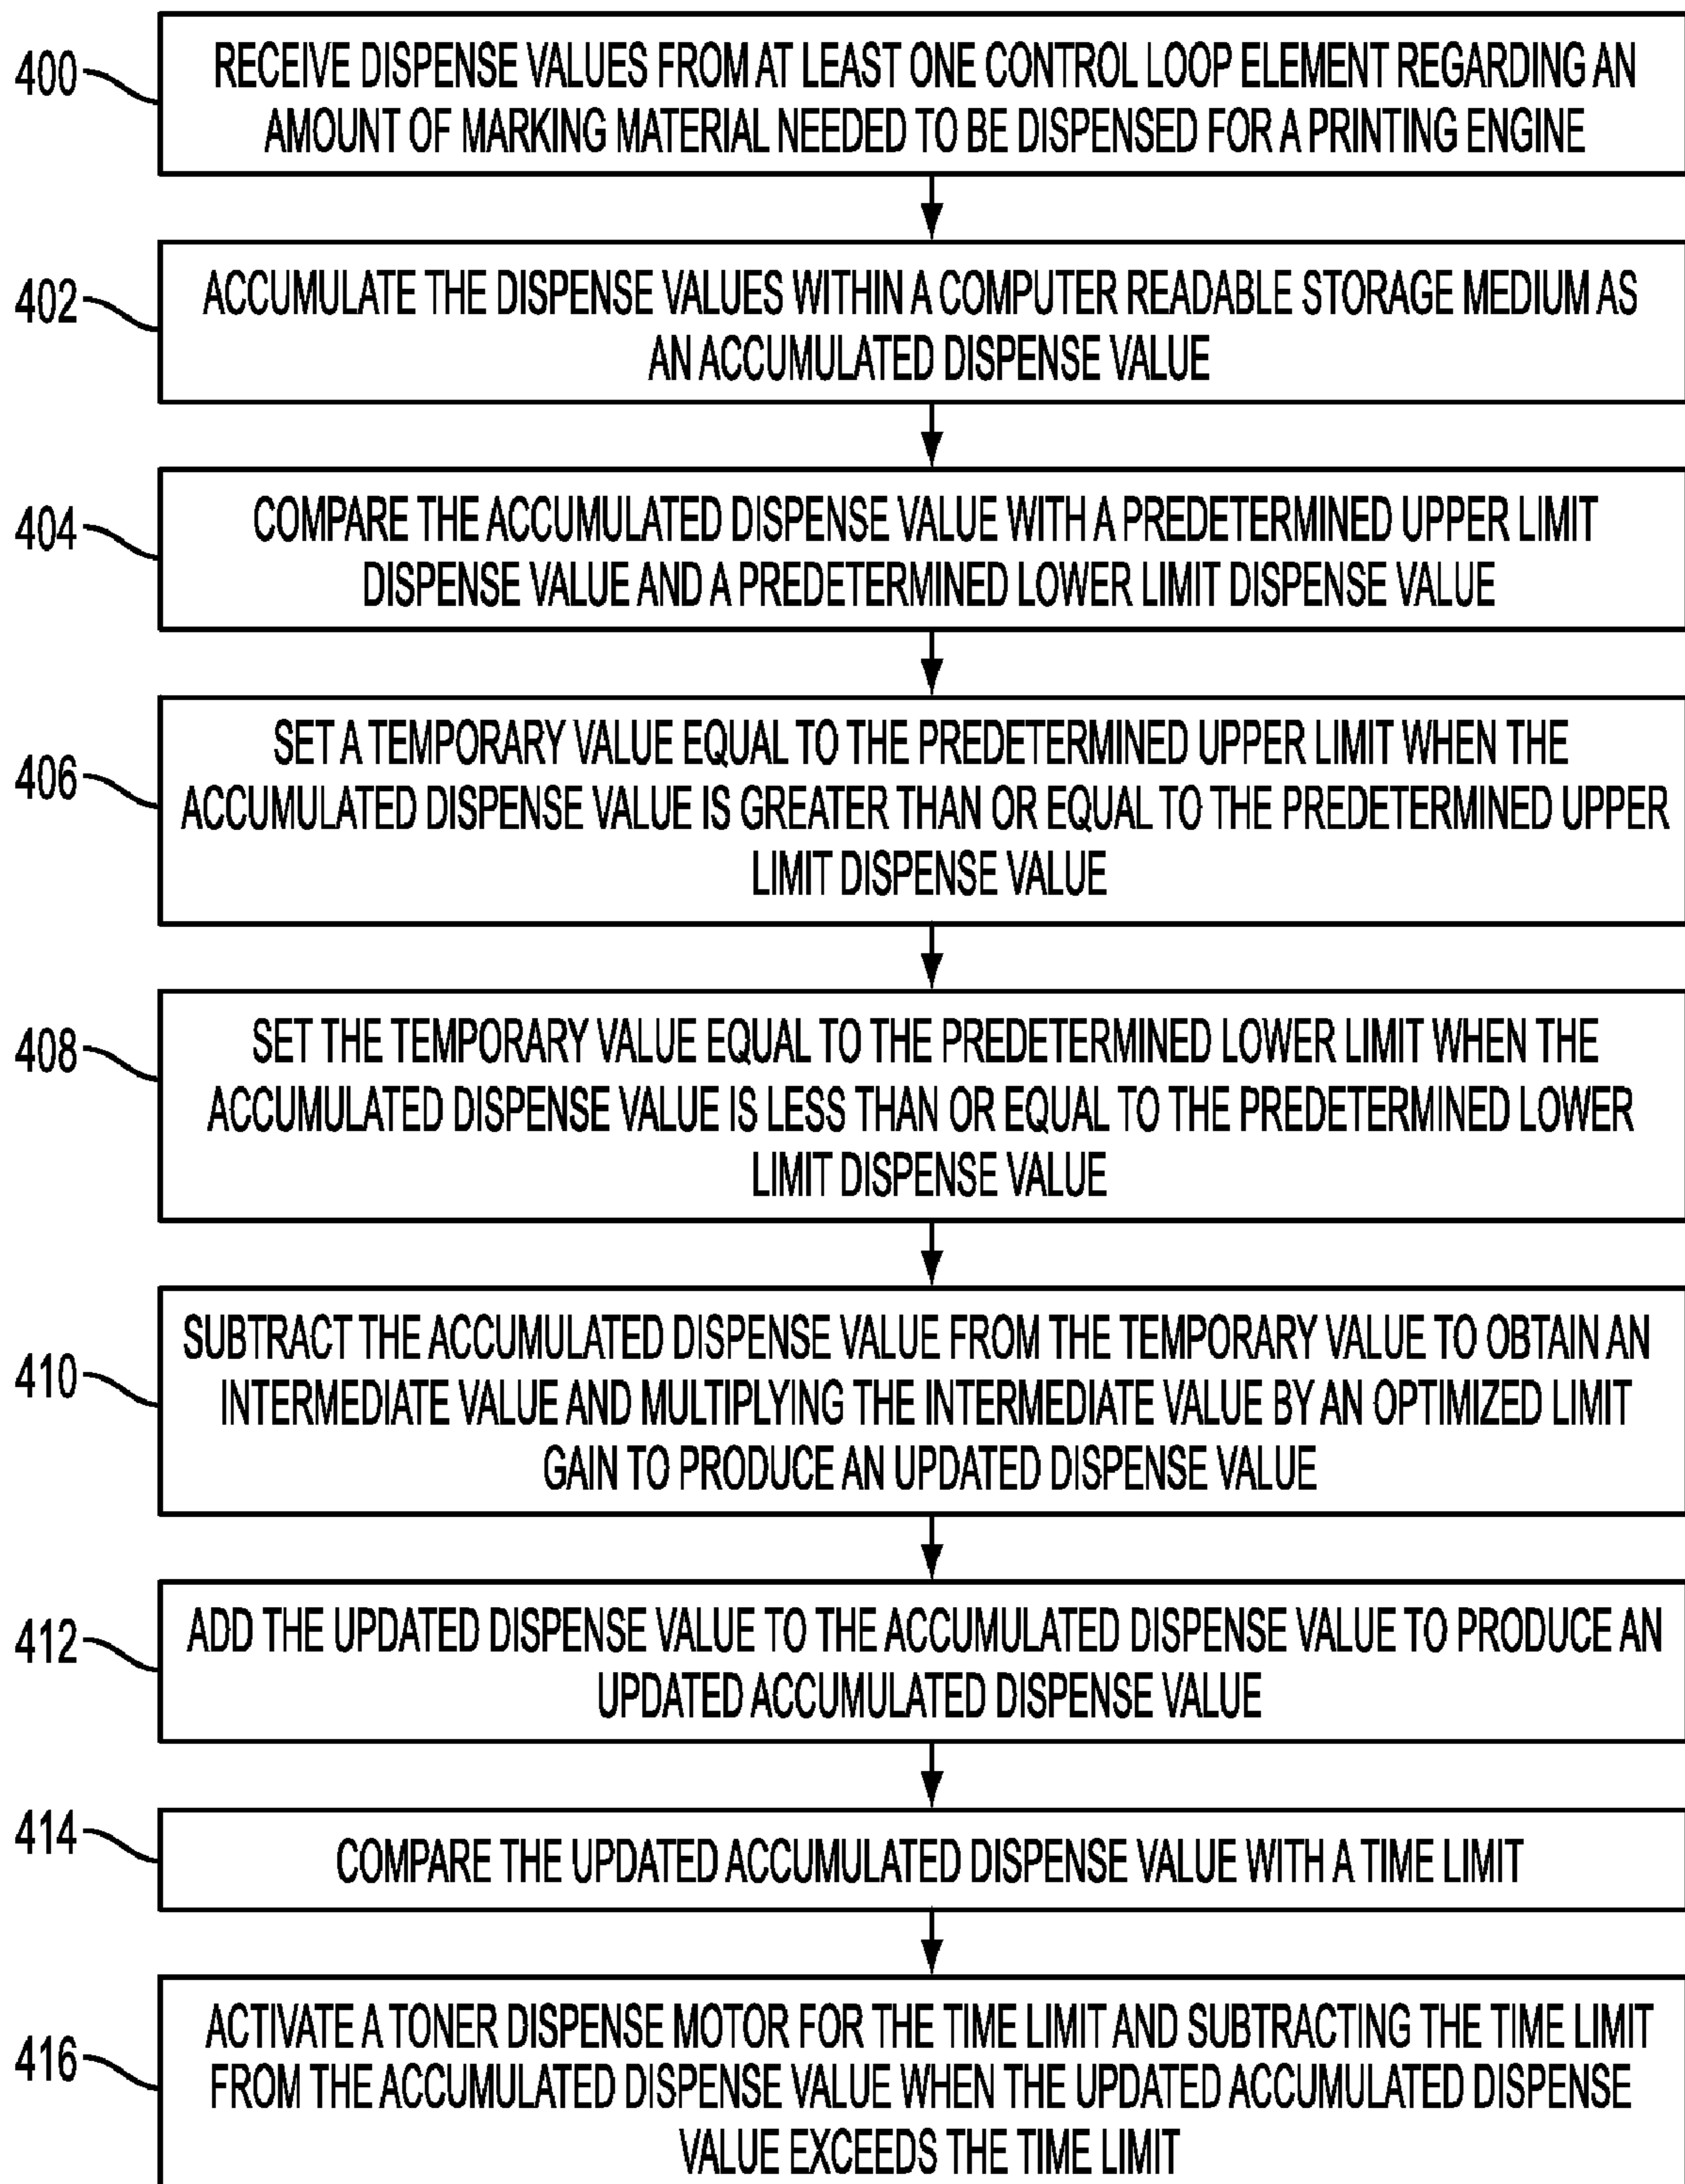 400
RECEIVE DISPENSE VALUES FROM AT LEAST ONE CONTROL LOOP ELEMENT REGARDING AN
AMOUNT OF MARKING MATERIAL NEEDED TO BE DISPENSED FOR A PRINTING ENGINE
402
ACCUMULATE THE DISPENSE VALUES WITHIN A COMPUTER READABLE STORAGE MEDIUM AS
AN ACCUMULATED DISPENSE VALUE
404
COMPARE THE ACCUMULATED DISPENSE VALUE WITH A PREDETERMINED UPPER LIMIT
DISPENSE VALUE AND A PREDETERMINED LOWER LIMIT DISPENSE VALUE
406
SET A TEMPORARY VALUE EQUAL TO THE PREDETERMINED UPPER LIMIT WHEN THE
ACCUMULATED DISPENSE VALUE IS GREATER THAN OR EQUAL TO THE PREDETERMINED UPPER
LIMIT DISPENSE VALUE
408
SET THE TEMPORARY VALUE EQUAL TO THE PREDETERMINED LOWER LIMIT WHEN THE
ACCUMULATED DISPENSE VALUE IS LESS THAN OR EQUAL TO THE PREDETERMINED LOWER
LIMIT DISPENSE VALUE
410
SUBTRACT THE ACCUMULATED DISPENSE VALUE FROM THE TEMPORARY VALUE TO OBTAIN AN
INTERMEDIATE VALUE AND MULTIPLYING THE INTERMEDIATE VALUE BY AN OPTIMIZED LIMIT
GAIN TO PRODUCE AN UPDATED DISPENSE VALUE
412
ADD THE UPDATED DISPENSE VALUE TO THE ACCUMULATED DISPENSE VALUE TO PRODUCE AN
UPDATED ACCUMULATED DISPENSE VALUE
414
COMPARE THE UPDATED ACCUMULATED DISPENSE VALUE WITH A TIME LIMIT
416
ACTIVATE A TONER DISPENSE MOTOR FOR THE TIME LIMIT AND SUBTRACTING THE TIME LIMIT
FROM THE ACCUMULATED DISPENSE VALUE WHEN THE UPDATED ACCUMULATED DISPENSE
VALUE EXCEEDS THE TIME LIMIT